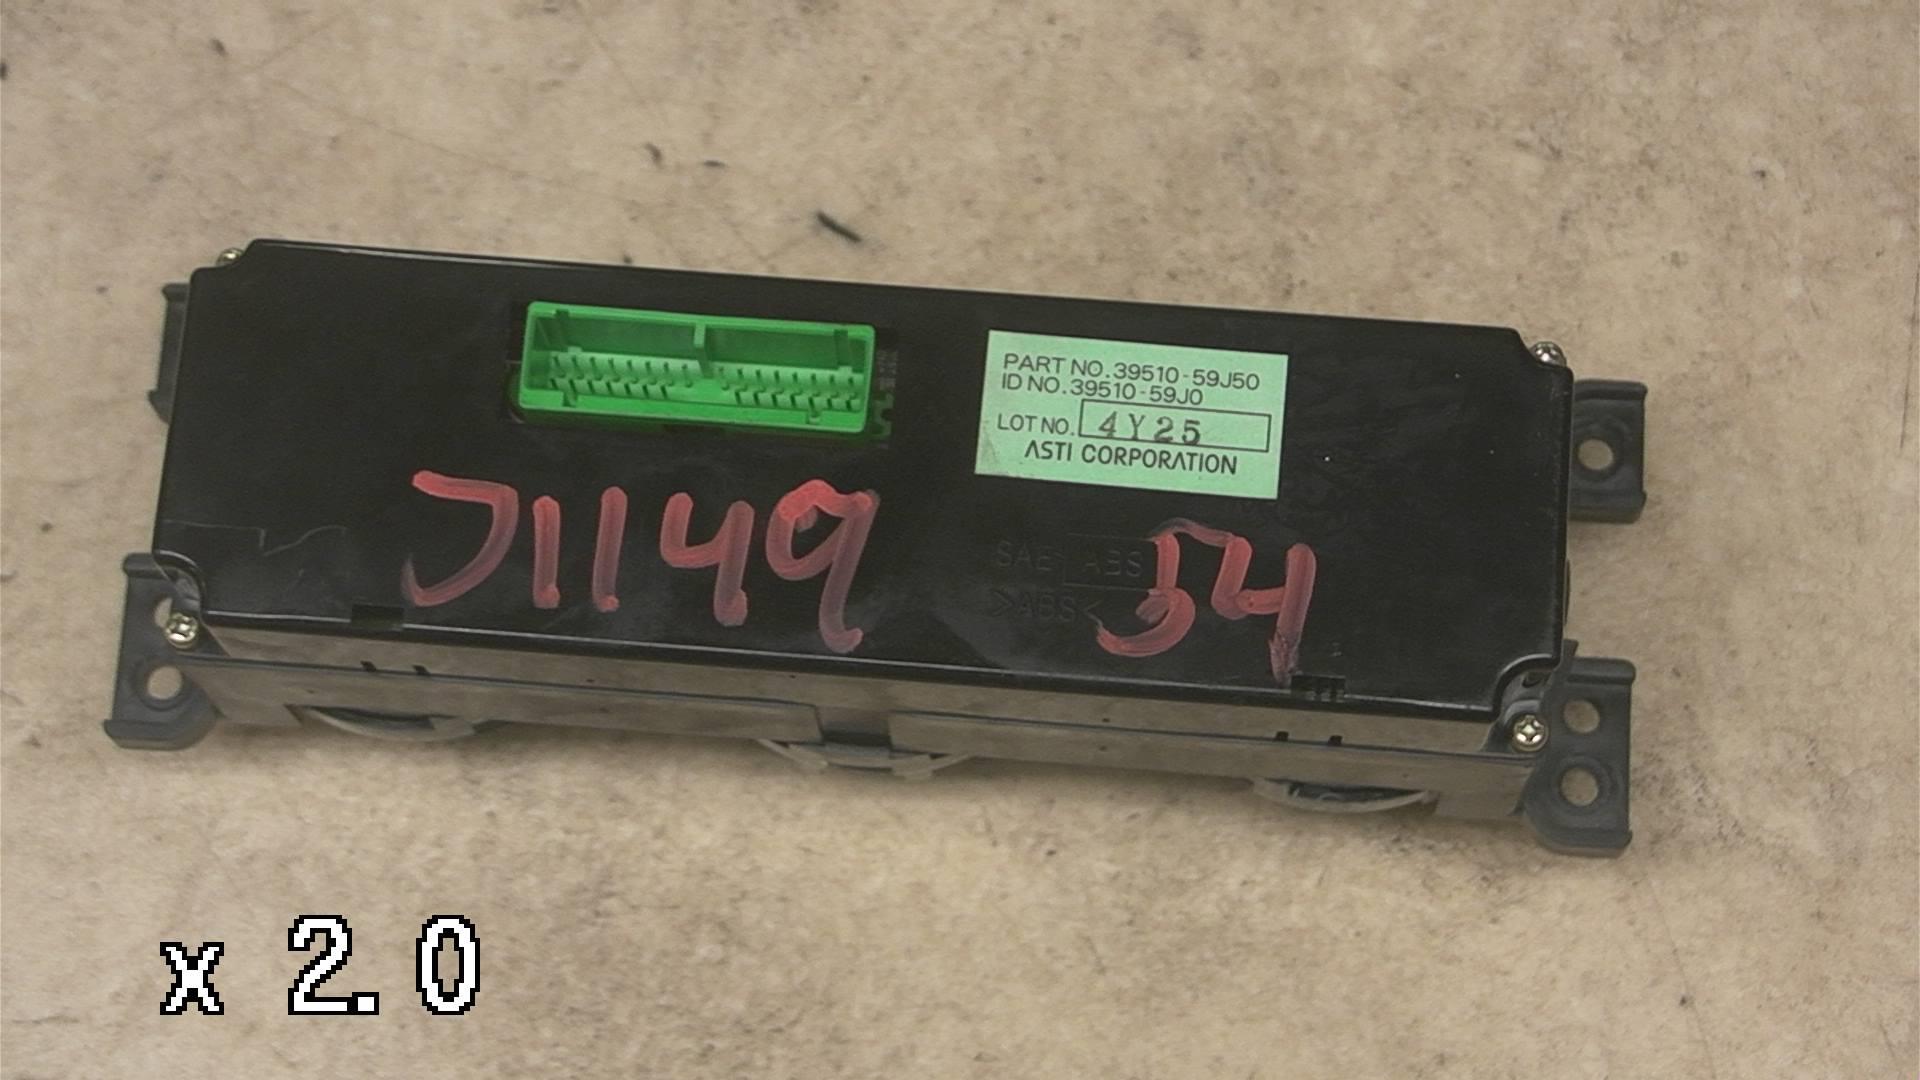 PART NO. 39510-59J50
ID NO. 39510-59J0
LOT NO. 4Y25
ASTI CORPORATION
J1149
54
SAE ABS
>ABS<
x 2.0